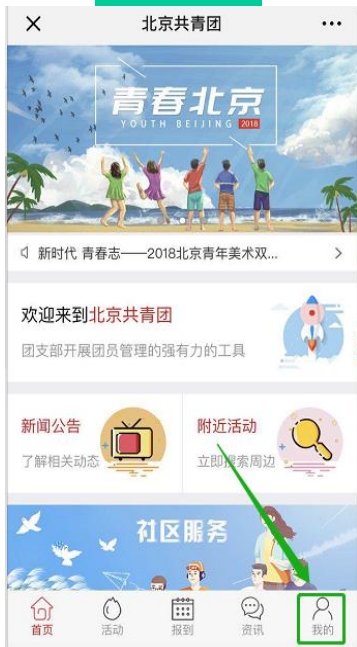 北京共青团
青春北京
YOUTH BEIJING 2018
新时代 青春志——2018北京青年美术双...
欢迎来到北京共青团
团支部开展团员管理的强有力的工具
新闻公告
了解相关动态
附近活动
立即搜索周边
社区服务
首页
活动
报到
资讯
我的